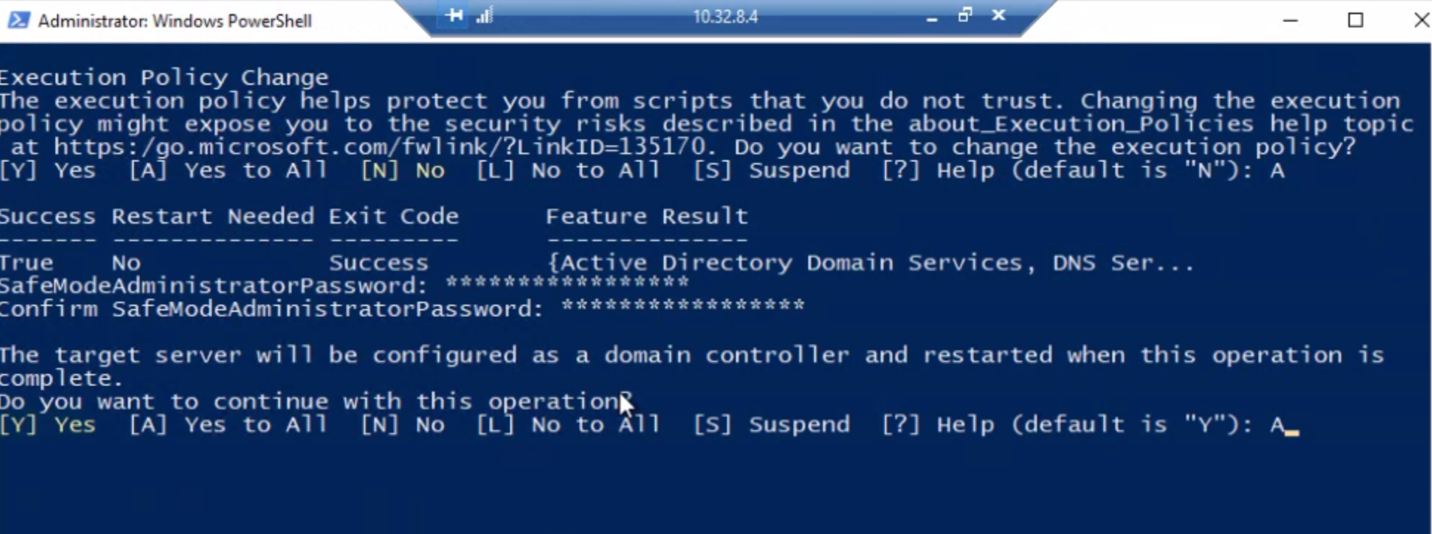 Administrator: Windows PowerShell
10.32.8.4
Execution Policy Change
The execution policy helps protect you from scripts that you do not trust. Changing the execution
policy might expose you to the security risks described in the about_Execution_Policies help topic
at https:/go.microsoft.com/fwlink/?LinkID=135170. Do you want to change the execution policy?
[Y] Yes [A] Yes to All [N] No [L] No to All [S] Suspend [?] Help (default is "N"): A
Success Restart Needed Exit Code Feature Result
------- -------------- --------- --------------
True No Success {Active Directory Domain Services, DNS Ser...
SafeModeAdministratorPassword: *****************
Confirm SafeModeAdministratorPassword: *****************
The target server will be configured as a domain controller and restarted when this operation is
complete.
Do you want to continue with this operation?
[Y] Yes [A] Yes to All [N] No [L] No to All [S] Suspend [?] Help (default is "Y"): A